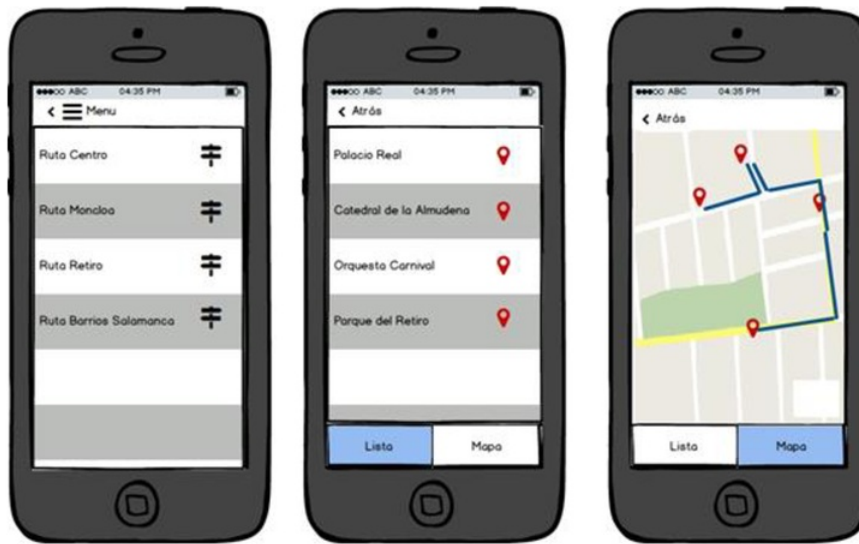 ABC 04:35 PM
Menu
Ruta Centro
Ruta Moncloa
Ruta Retiro
Ruta Barrios Salamanca
ABC 04:35 PM
Atrás
Palacio Real
Catedral de la Almudena
Orquesta Carnival
Parque del Retiro
Lista Mapa
ABC 04:35 PM
Atrás
Lista Mapa